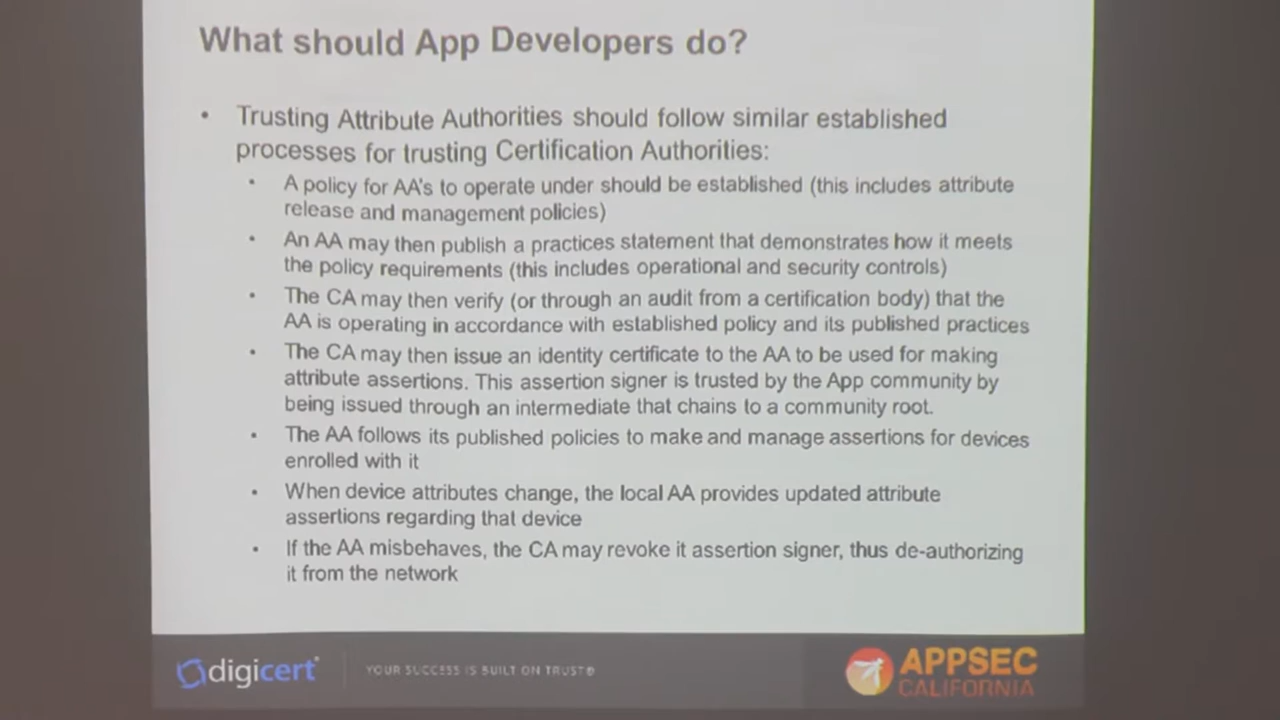 What should App Developers do?
• Trusting Attribute Authorities should follow similar established
processes for trusting Certification Authorities:
• A policy for AA's to operate under should be established (this includes attribute
release and management policies)
• An AA may then publish a practices statement that demonstrates how it meets
the policy requirements (this includes operational and security controls)
• The CA may then verify (or through an audit from a certification body) that the
AA is operating in accordance with established policy and its published practices
• The CA may then issue an identity certificate to the AA to be used for making
attribute assertions. This assertion signer is trusted by the App community by
being issued through an intermediate that chains to a community root.
• The AA follows its published policies to make and manage assertions for devices
enrolled with it
• When device attributes change, the local AA provides updated attribute
assertions regarding that device
• If the AA misbehaves, the CA may revoke it assertion signer, thus de-authorizing
it from the network
digicert
YOUR SUCCESS IS BUILT ON TRUST®
APPSEC
CALIFORNIA